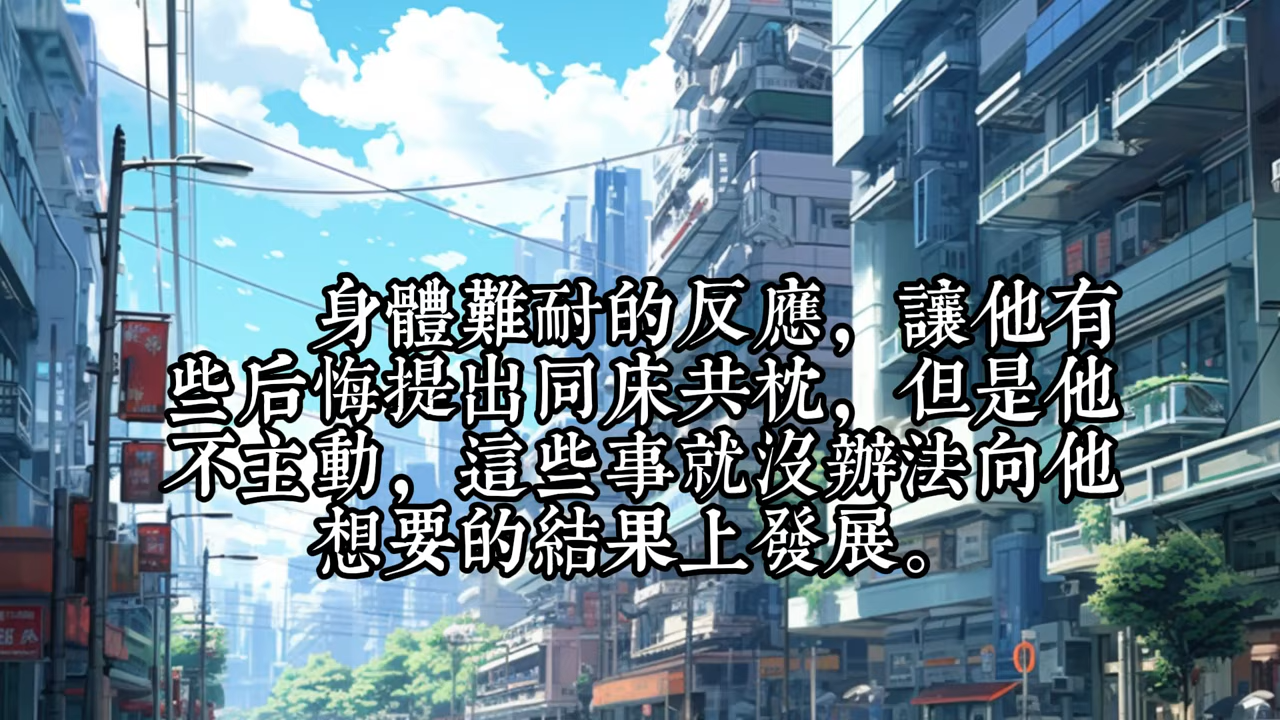 身體難耐的反應，讓他有
些后悔提出同床共枕，但是他
不主動，這些事就沒辦法向他
想要的結果上發展。